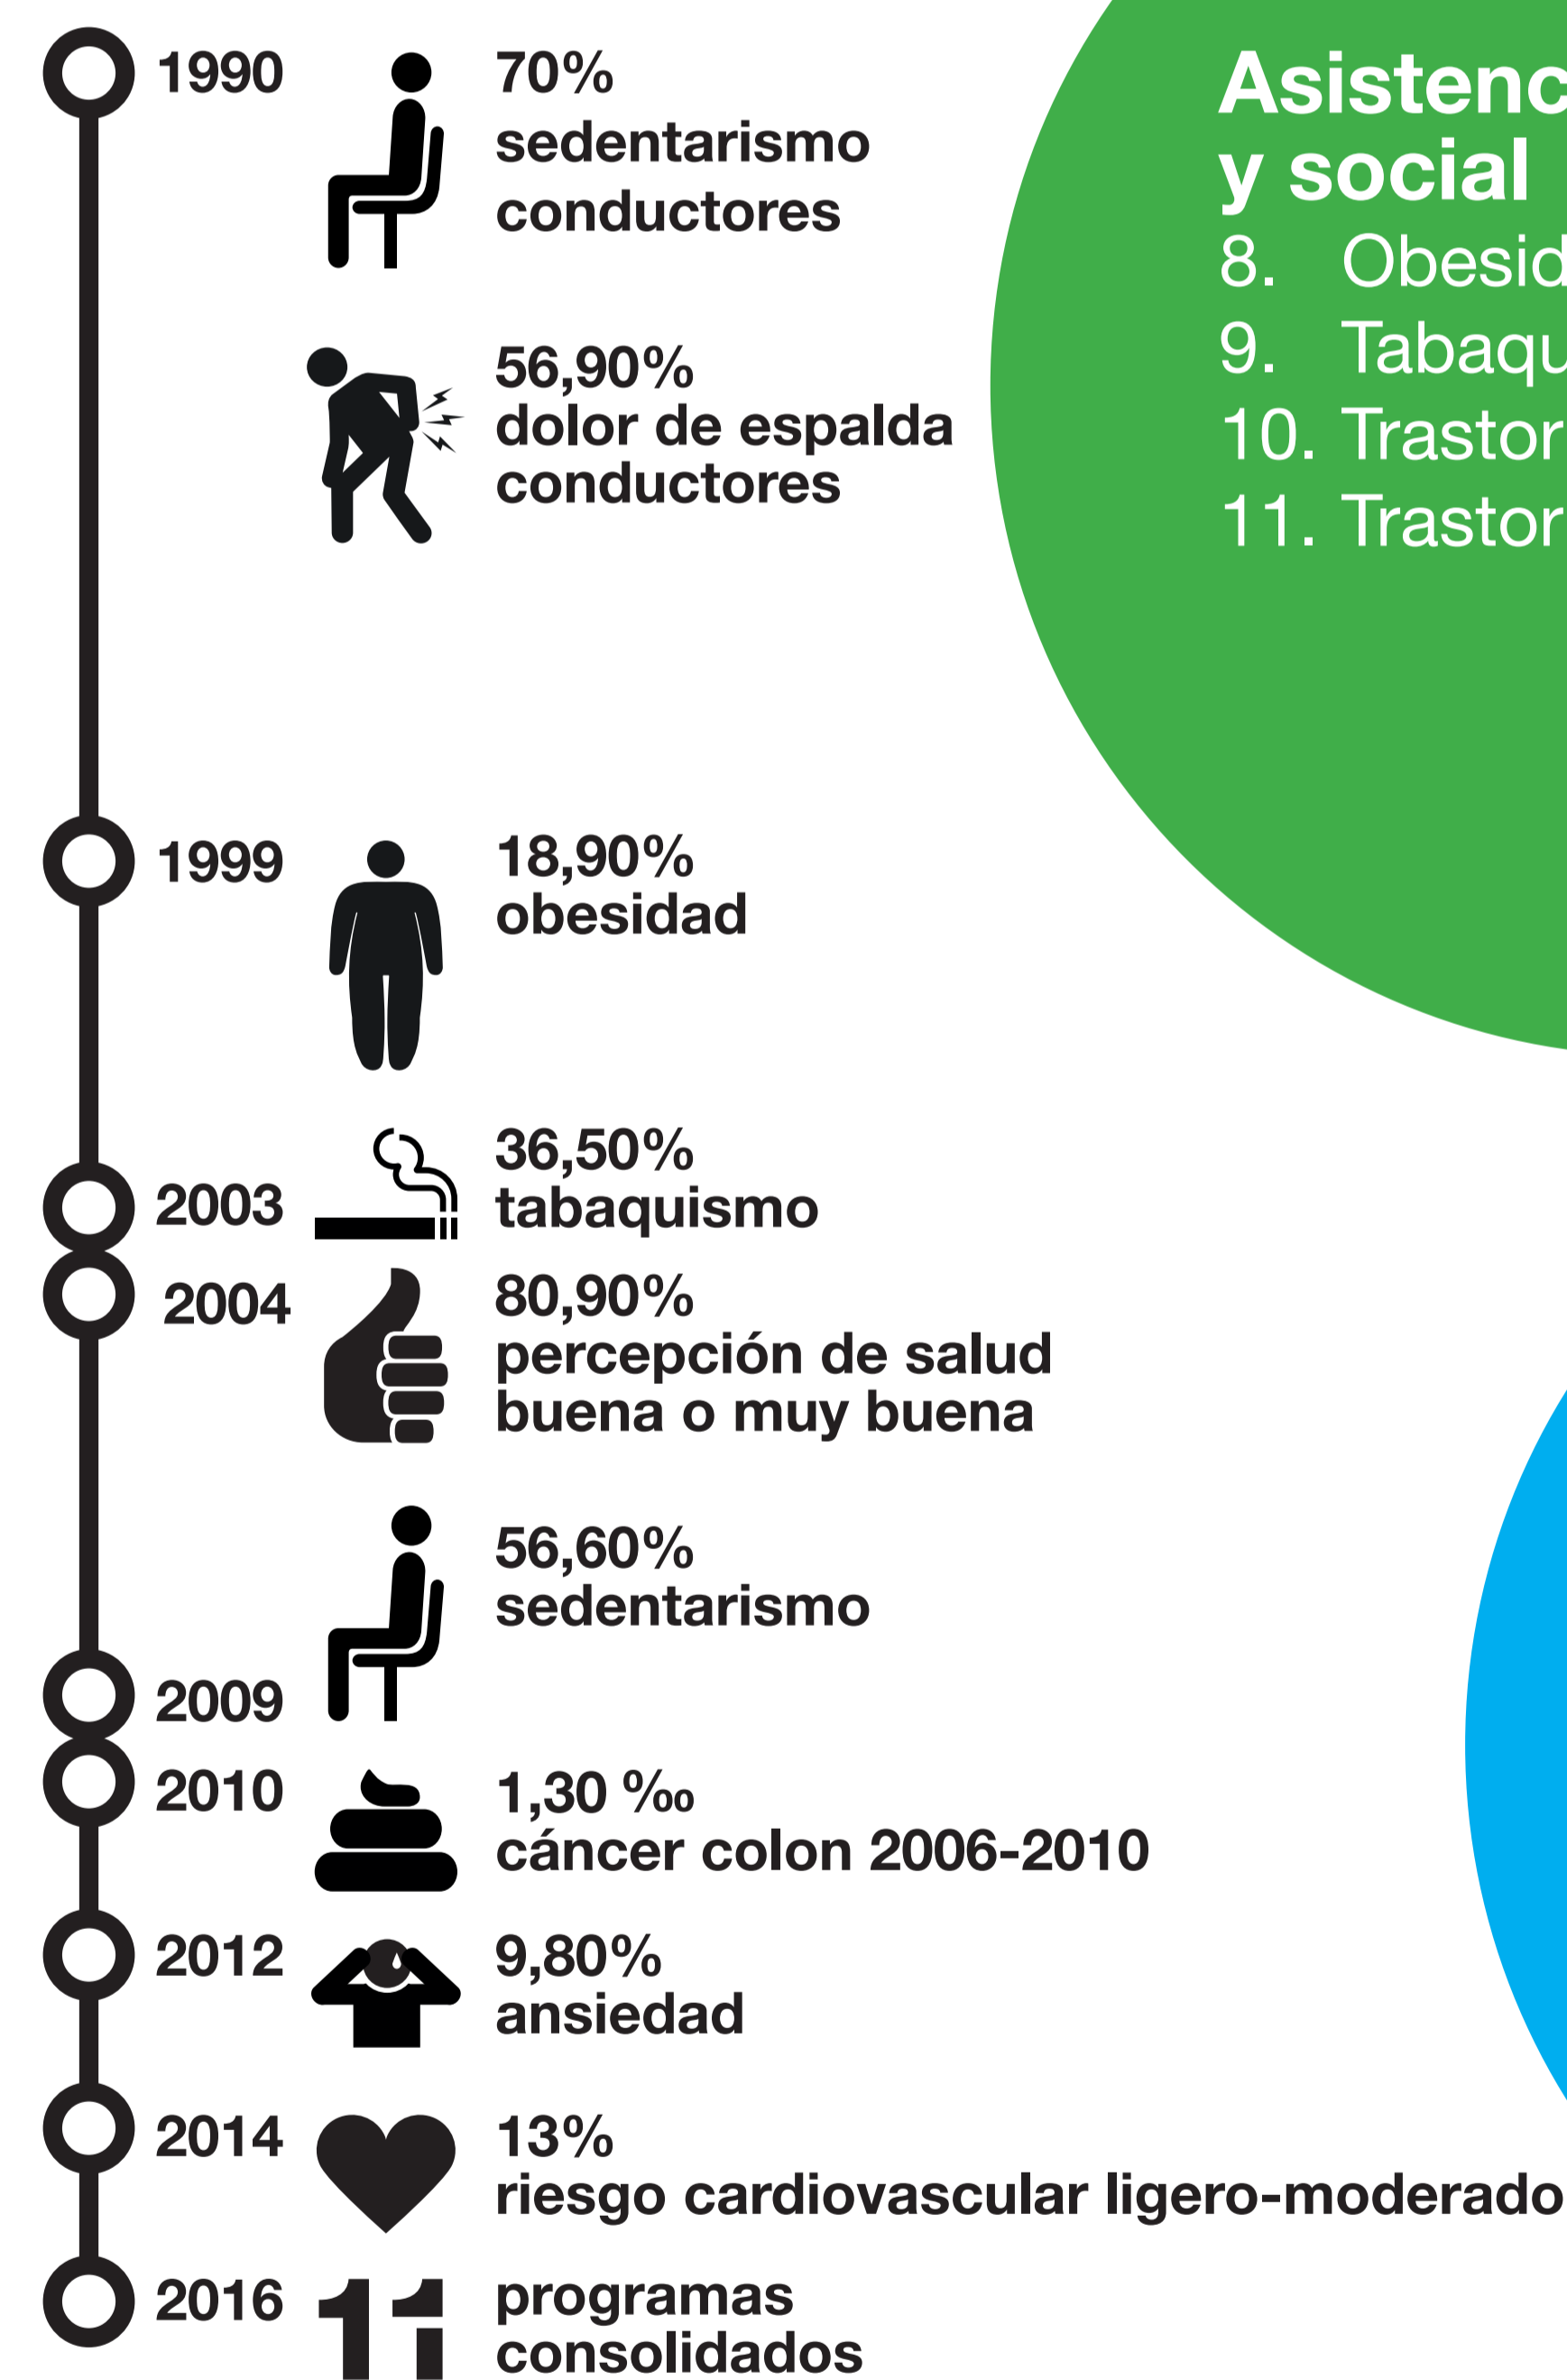 1990
70%
sedentarismo
conductores
56,90%
dolor de espalda
conductores
1999
18,90%
obesidad
2003
36,50%
tabaquismo
2004
80,90%
percepción de salud
buena o muy buena
56,60%
sedentarismo
2009
2010
1,30 ‰
cáncer colon 2006-2010
2012
9,80%
ansiedad
2014
13%
riesgo cardiovascular ligero-moderado
2016
11
programas
consolidados
y social
8.
9.
10.
11.